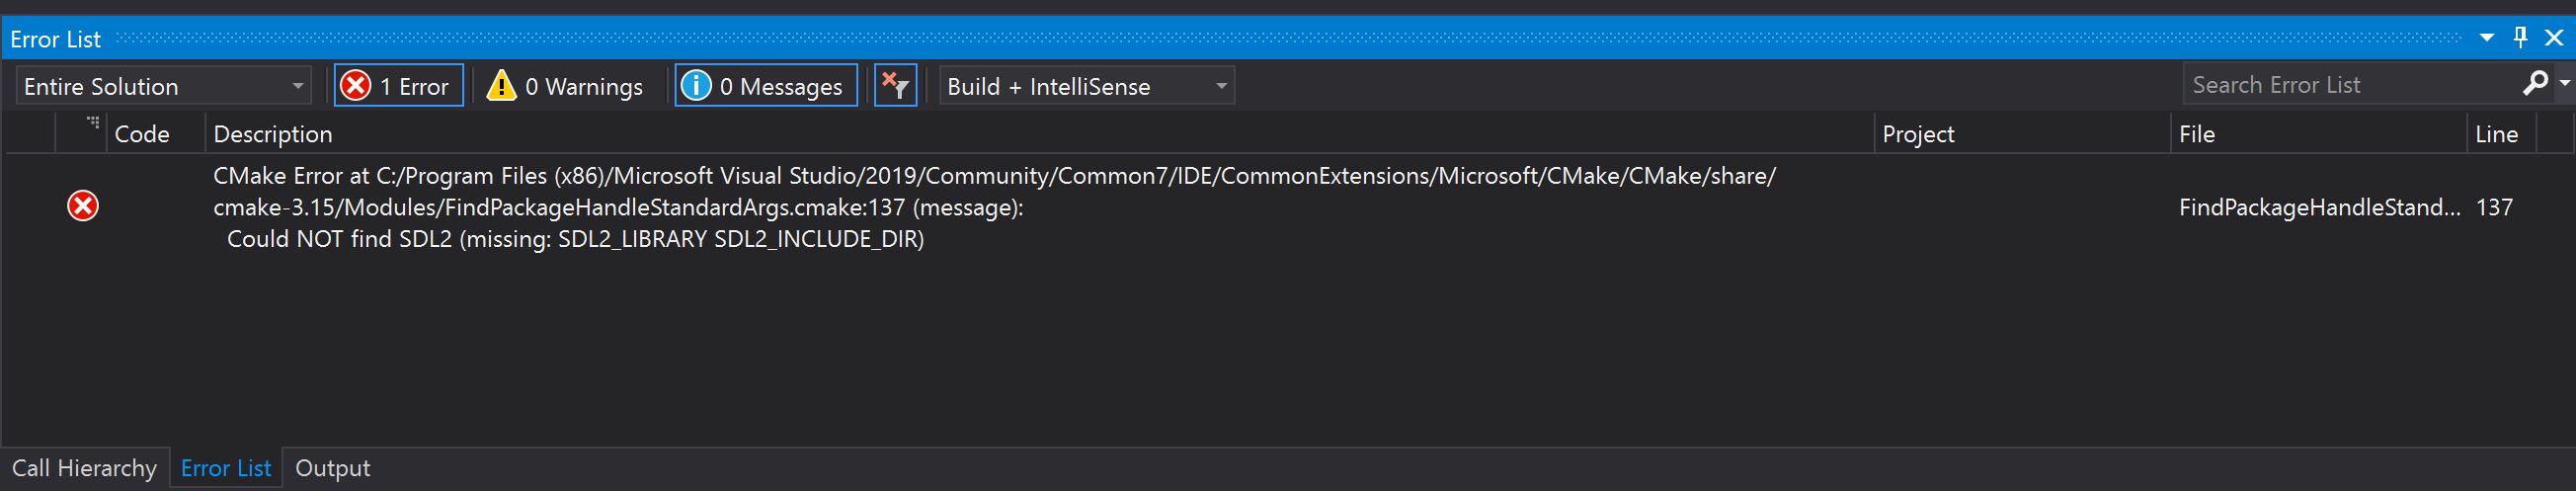 Error List
Entire Solution 1 Error 0 Warnings 0 Messages Build + IntelliSense Search Error List
Code Description Project File Line
CMake Error at C:/Program Files (x86)/Microsoft Visual Studio/2019/Community/Common7/IDE/CommonExtensions/Microsoft/CMake/CMake/share/
cmake-3.15/Modules/FindPackageHandleStandardArgs.cmake:137 (message): FindPackageHandleStand... 137
Could NOT find SDL2 (missing: SDL2_LIBRARY SDL2_INCLUDE_DIR)
Call Hierarchy Error List Output